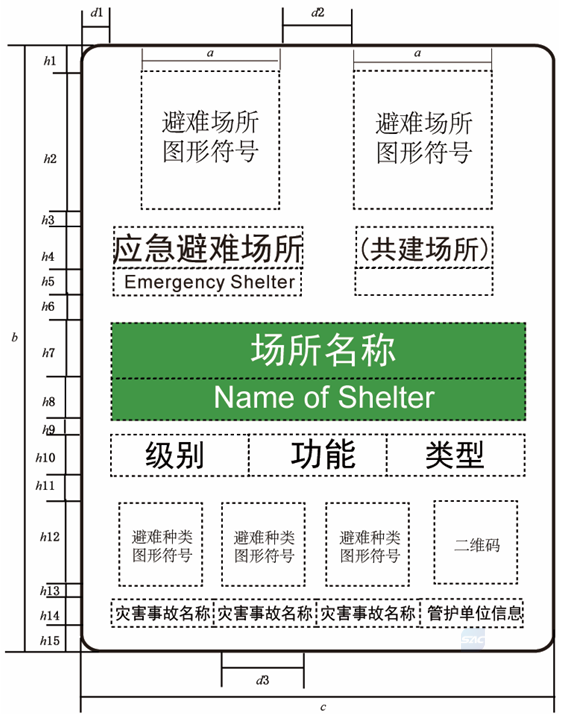 d1
d2
h1
a
a
避难场所
图形符号
避难场所
图形符号
h2
h3
应急避难场所
(共建场所)
h4
Emergency Shelter
h5
h6
b
场所名称
h7
Name of Shelter
h8
h9
级别
功能
类型
h10
h11
避难种类
图形符号
避难种类
图形符号
避难种类
图形符号
二维码
h12
h13
灾害事故名称
灾害事故名称
灾害事故名称
管护单位信息
h14
SAC
h15
d3
c